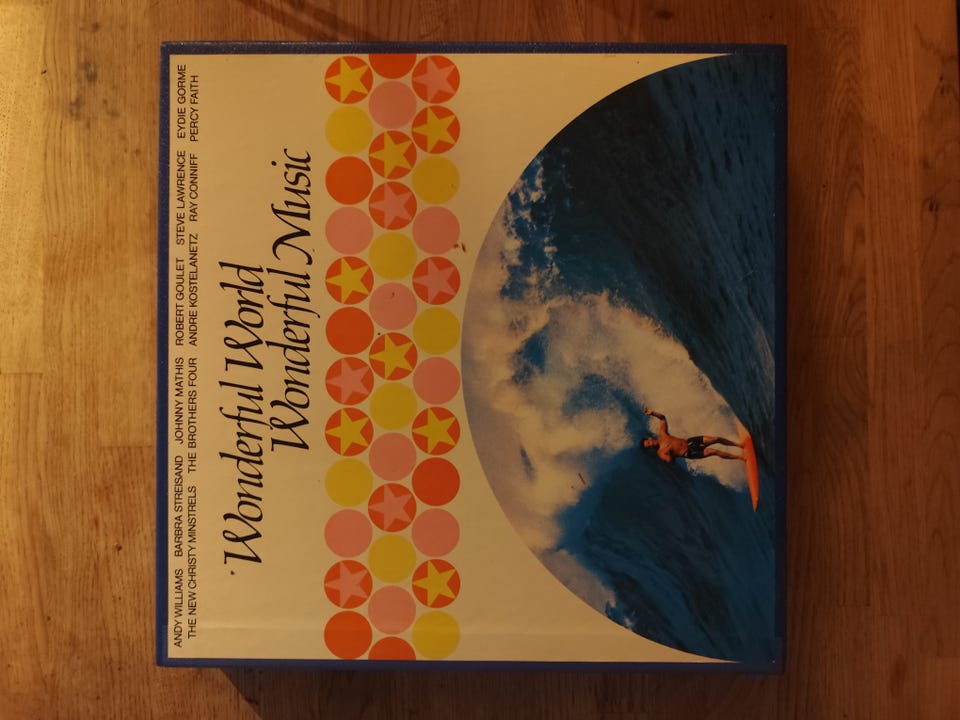 ANDY WILLIAMS BARBRA STREISAND JOHNNY MATHIS ROBERT GOULET STEVE LAWRENCE EYDIE GORME
THE NEW CHRISTY MINSTRELS THE BROTHERS FOUR ANDRE KOSTELANETZ RAY CONNIFF PERCY FAITH
Wonderful World
Wonderful Music